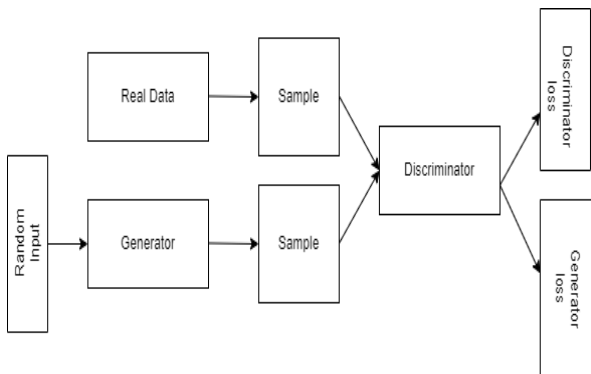 Real Data
Sample
Discriminator
loss
Random
Input
Generator
Sample
Discriminator
Generator
loss